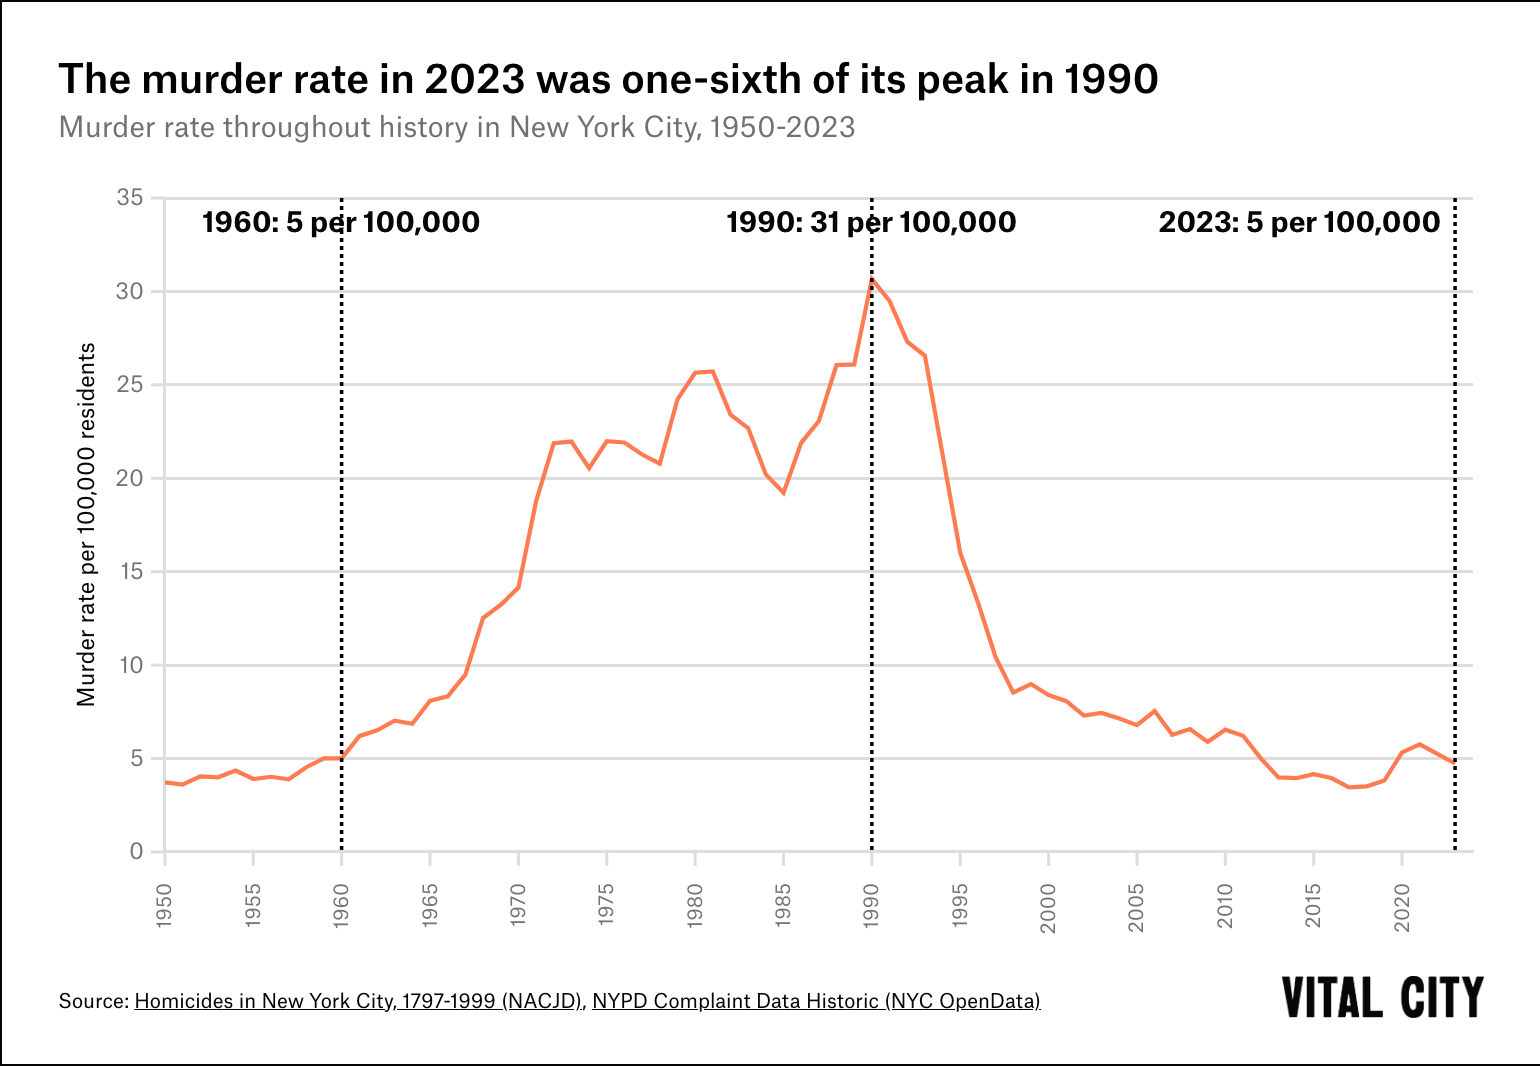 The murder rate in 2023 was one-sixth of its peak in 1990
Murder rate throughout history in New York City, 1950-2023
35
1960: 5 per 100,000
1990: 31 per 100,000
2023: 5 per 100,000
30
25
20
15
10
5
0
Murder rate per 100,000 residents
1950
1955
1960
1965
1970
1975
1980
1985
1990
1995
2000
2005
2010
2015
2020
Source: Homicides in New York City, 1797-1999 (NACJD), NYPD Complaint Data Historic (NYC OpenData)
VITAL CITY